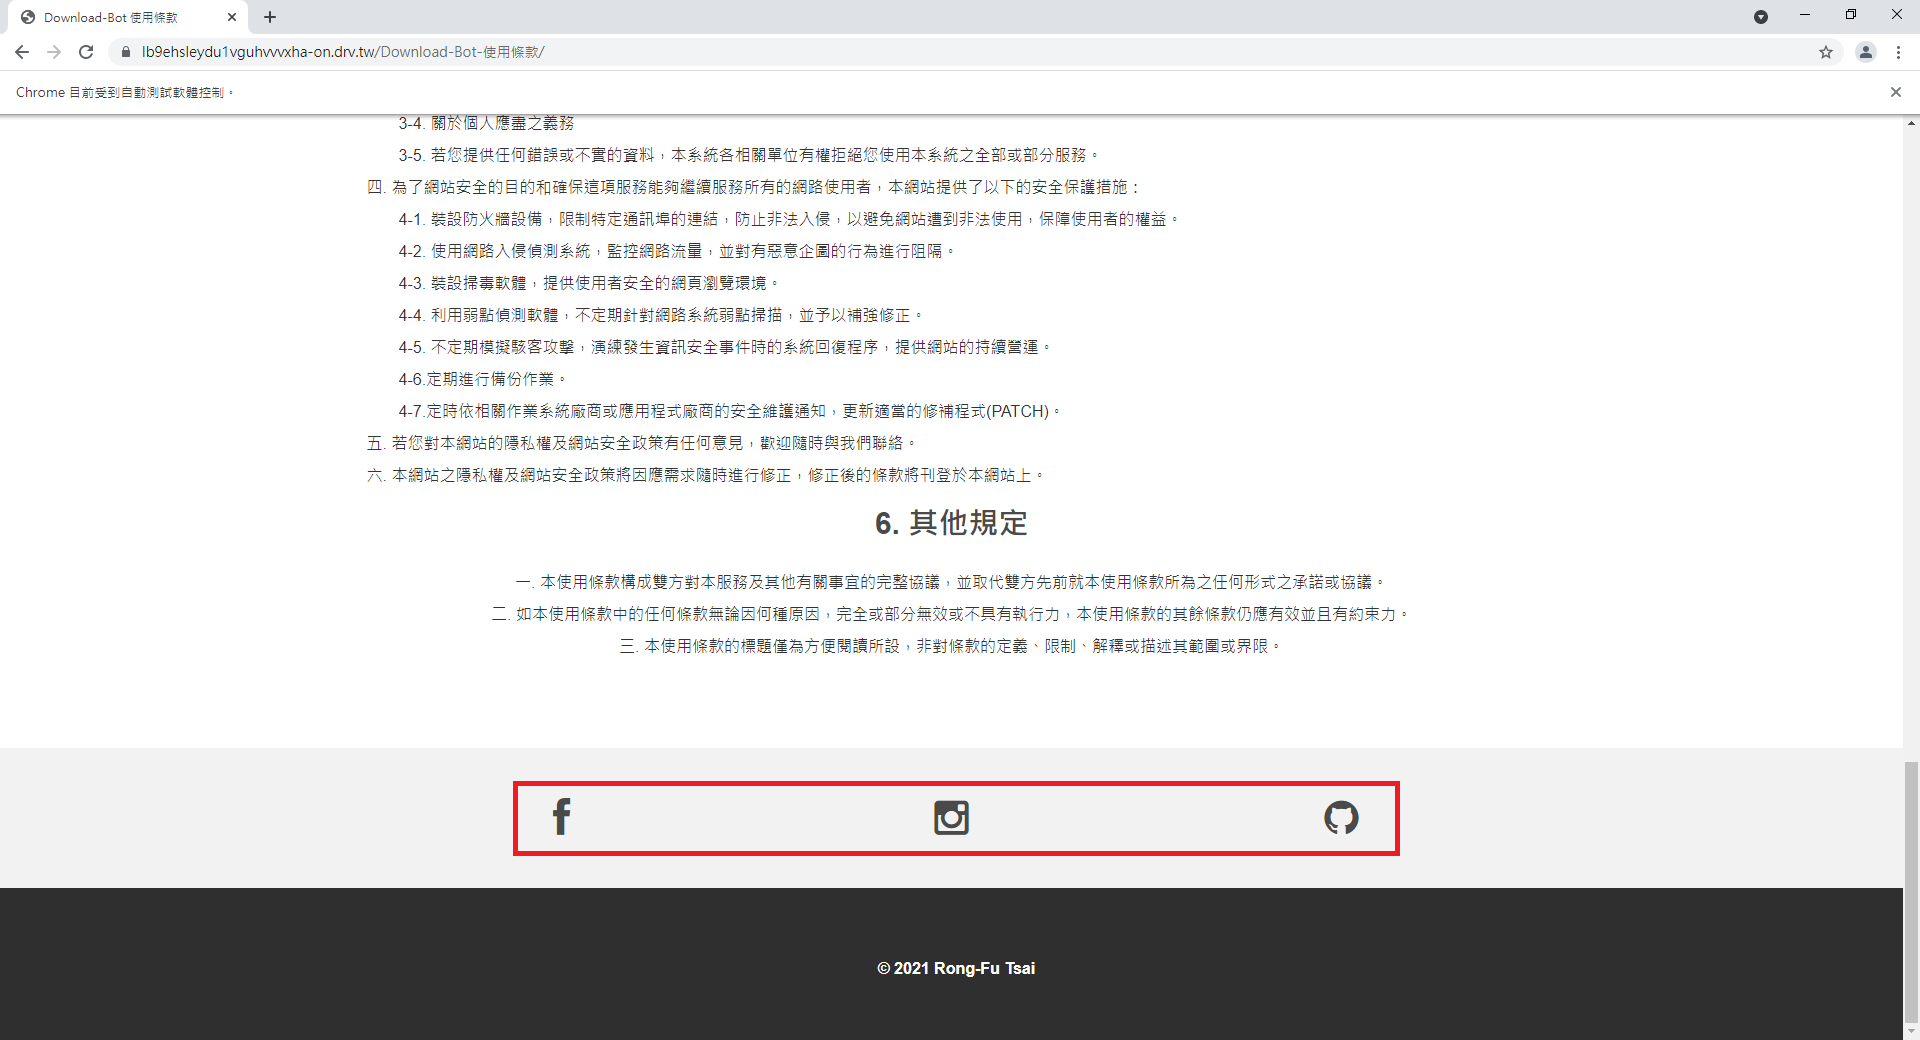 Download-Bot 使用條款
lb9ehsleydu1vguhvvvxha-on.drv.tw/Download-Bot-使用條款/
Chrome 目前受到自動測試軟體控制。
3-4. 關於個人應盡之義務
3-5. 若您提供任何錯誤或不實的資料，本系統各相關單位有權拒絕您使用本系統之全部或部分服務。
四. 為了網站安全的目的和確保這項服務能夠繼續服務所有的網路使用者，本網站提供了以下的安全保護措施：
4-1. 裝設防火牆設備，限制特定通訊埠的連結，防止非法入侵，以避免網站遭到非法使用，保障使用者的權益。
4-2. 使用網路入侵偵測系統，監控網路流量，並對有惡意企圖的行為進行阻隔。
4-3. 裝設掃毒軟體，提供使用者安全的網頁瀏覽環境。
4-4. 利用弱點偵測軟體，不定期針對網路系統弱點掃描，並予以補強修正。
4-5. 不定期模擬駭客攻擊，演練發生資訊安全事件時的系統回復程序，提供網站的持續營運。
4-6.定期進行備份作業。
4-7.定時依相關作業系統廠商或應用程式廠商的安全維護通知，更新適當的修補程式(PATCH)。
五. 若您對本網站的隱私權及網站安全政策有任何意見，歡迎隨時與我們聯絡。
六. 本網站之隱私權及網站安全政策將因應需求隨時進行修正，修正後的條款將刊登於本網站上。
6. 其他規定
一. 本使用條款構成雙方對本服務及其他有關事宜的完整協議，並取代雙方先前就本使用條款所為之任何形式之承諾或協議。
二. 如本使用條款中的任何條款無論因何種原因，完全或部分無效或不具有執行力，本使用條款的其餘條款仍應有效並且有約束力。
三. 本使用條款的標題僅為方便閱讀所設，非對條款的定義、限制、解釋或描述其範圍或界限。
© 2021 Rong-Fu Tsai